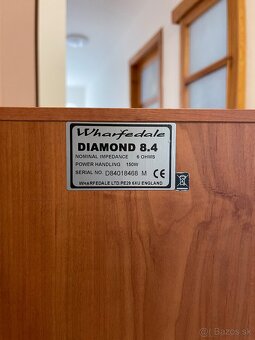 Wharfedale
DIAMOND 8.4
NOMINAL IMPEDANCE 6 OHMS
POWER HANDLING 150W
SERIAL NO. D84018468 M CE
WHARFEDALE LTD.PE29 6XU ENGLAND
bazos.sk